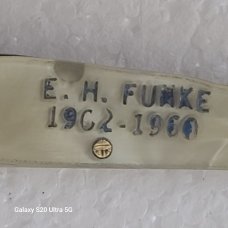 E. H. FUNKE
1902-1960
Galaxy S20 Ultra 5G